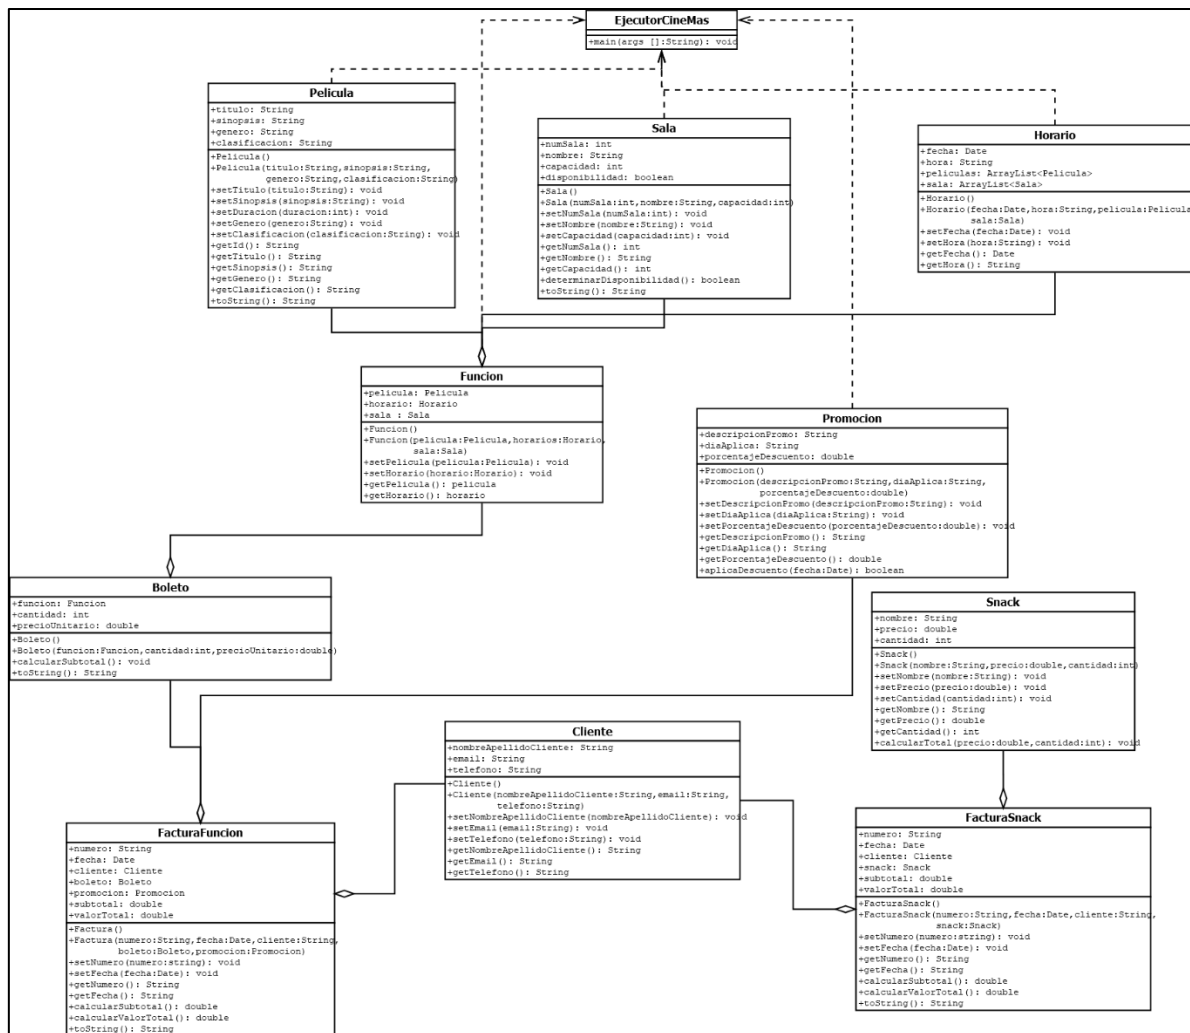 EjecutorCineMas
+main(args []:String): void
Pelicula
+titulo: String
+sinopsis: String
+genero: String
+clasificacion: String
+Pelicula()
+Pelicula(titulo:String,sinopsis:String,
genero:String,clasificacion:String)
+setTitulo(titulo:String): void
+setSinopsis(sinopsis:String): void
+setDuracion(duracion:int): void
+setGenero(genero:String): void
+setClasificacion(clasificacion:String): void
+getId(): String
+getTitulo(): String
+getSinopsis(): String
+getGenero(): String
+getClasificacion(): String
+toString(): String
Sala
+numSala: int
+nombre: String
+capacidad: int
+disponibilidad: boolean
+Sala()
+Sala(numSala:int,nombre:String,capacidad:int)
+setNumSala(numSala:int): void
+setNombre(nombre:String): void
+setCapacidad(capacidad:int): void
+getNumSala(): int
+getNombre(): String
+getCapacidad(): int
+determinarDisponibilidad(): boolean
+toString(): String
Horario
+fecha: Date
+hora: String
+peliculas: ArrayList<Pelicula>
+sala: ArrayList<Sala>
+Horario()
+Horario(fecha:Date,hora:String,pelicula:Pelicula,
sala:Sala)
+setFecha(fecha:Date): void
+setHora(hora:String): void
+getFecha(): Date
+getHora(): String
Funcion
+pelicula: Pelicula
+horario: Horario
+sala : Sala
+Funcion()
+Funcion(pelicula:Pelicula,horarios:Horario,
sala:Sala)
+setPelicula(pelicula:Pelicula): void
+setHorario(horario:Horario): void
+getPelicula(): pelicula
+getHorario(): horario
Promocion
+descripcionPromo: String
+diaAplica: String
+porcentajeDescuento: double
+Promocion()
+Promocion(descripcionPromo:String,diaAplica:String,
porcentajeDescuento:double)
+setDescripcionPromo(descripcionPromo:String): void
+setDiaAplica(diaAplica:String): void
+setPorcentajeDescuento(porcentajeDescuento:double): void
+getDescripcionPromo(): String
+getDiaAplica(): String
+getPorcentajeDescuento(): double
+aplicaDescuento(fecha:Date): boolean
Boleto
+funcion: Funcion
+cantidad: int
+precioUnitario: double
+Boleto()
+Boleto(funcion:Funcion,cantidad:int,precioUnitario:double)
+calcularSubtotal(): void
+toString(): String
Snack
+nombre: String
+precio: double
+cantidad: int
+Snack()
+Snack(nombre:String,precio:double,cantidad:int)
+setNombre(nombre:String): void
+setPrecio(precio:double): void
+setCantidad(cantidad:int): void
+getNombre(): String
+getPrecio(): double
+getCantidad(): int
+calcularTotal(precio:double,cantidad:int): void
Cliente
+nombreApellidoCliente: String
+email: String
+telefono: String
+Cliente()
+Cliente(nombreApellidoCliente:String,email:String,
telefono:String)
+setNombreApellidoCliente(nombreApellidoCliente): void
+setEmail(email:String): void
+setTelefono(telefono:String): void
+getNombreApellidoCliente(): String
+getEmail(): String
+getTelefono(): String
FacturaFuncion
+numero: String
+fecha: Date
+cliente: Cliente
+boleto: Boleto
+promocion: Promocion
+subtotal: double
+valorTotal: double
+Factura()
+Factura(numero:String,fecha:Date,cliente:String,
boleto:Boleto,promocion:Promocion)
+setNumero(numero:string): void
+setFecha(fecha:Date): void
+getNumero(): String
+getFecha(): String
+calcularSubtotal(): double
+calcularValorTotal(): double
+toString(): String
FacturaSnack
+numero: String
+fecha: Date
+cliente: Cliente
+snack: Snack
+subtotal: double
+valorTotal: double
+FacturaSnack()
+FacturaSnack(numero:String,fecha:Date,cliente:String,
snack:Snack)
+setNumero(numero:string): void
+setFecha(fecha:Date): void
+getNumero(): String
+getFecha(): String
+calcularSubtotal(): double
+calcularValorTotal(): double
+toString(): String